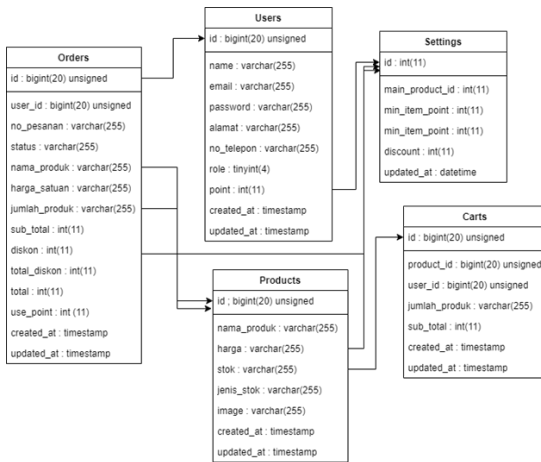 Orders
id : bigint(20) unsigned
user_id : bigint(20) unsigned
no_pesanan : varchar(255)
status : varchar(255)
nama_produk : varchar(255)
harga_satuan : varchar(255)
jumlah_produk : varchar(255)
sub_total : int(11)
diskon : int(11)
total_diskon : int(11)
total : int(11)
use_point : int (11)
created_at : timestamp
updated_at : timestamp
Users
id : bigint(20) unsigned
name : varchar(255)
email : varchar(255)
password : varchar(255)
alamat : varchar(255)
no_telepon : varchar(255)
role : tinyint(4)
point : int(11)
created_at : timestamp
updated_at : timestamp
Products
id ; bigint(20) unsigned
nama_produk : varchar(255)
harga : varchar(255)
stok : varchar(255)
jenis_stok : varchar(255)
image : varchar(255)
created_at : timestamp
updated_at : timestamp
Settings
id : int(11)
main_product_id : int(11)
min_item_point : int(11)
min_item_point : int(11)
discount : int(11)
updated_at : datetime
Carts
id : bigint(20) unsigned
product_id : bigint(20) unsigned
user_id : bigint(20) unsigned
jumlah_produk : varchar(255)
sub_total : int(11)
created_at : timestamp
updated_at : timestamp